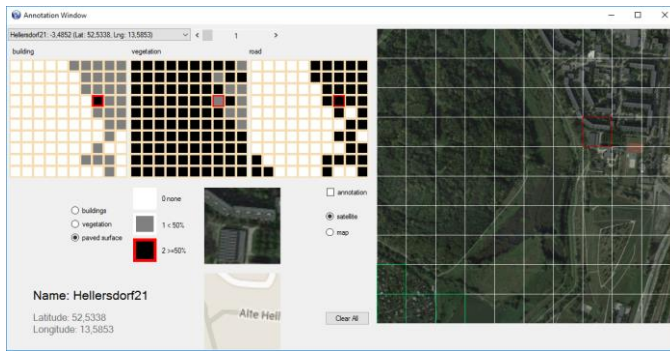 Annotation Window
Hellersdorf21: -3,4852 (Lat: 52,5338, Lng: 13,5853)
<
1
>
building
vegetation
road
0 none
1 < 50%
2 >=50%
buildings
vegetation
paved surface
annotation
satellite
map
Name: Hellersdorf21
Latitude: 52,5338
Longitude: 13,5853
Alte Hell
Clear All